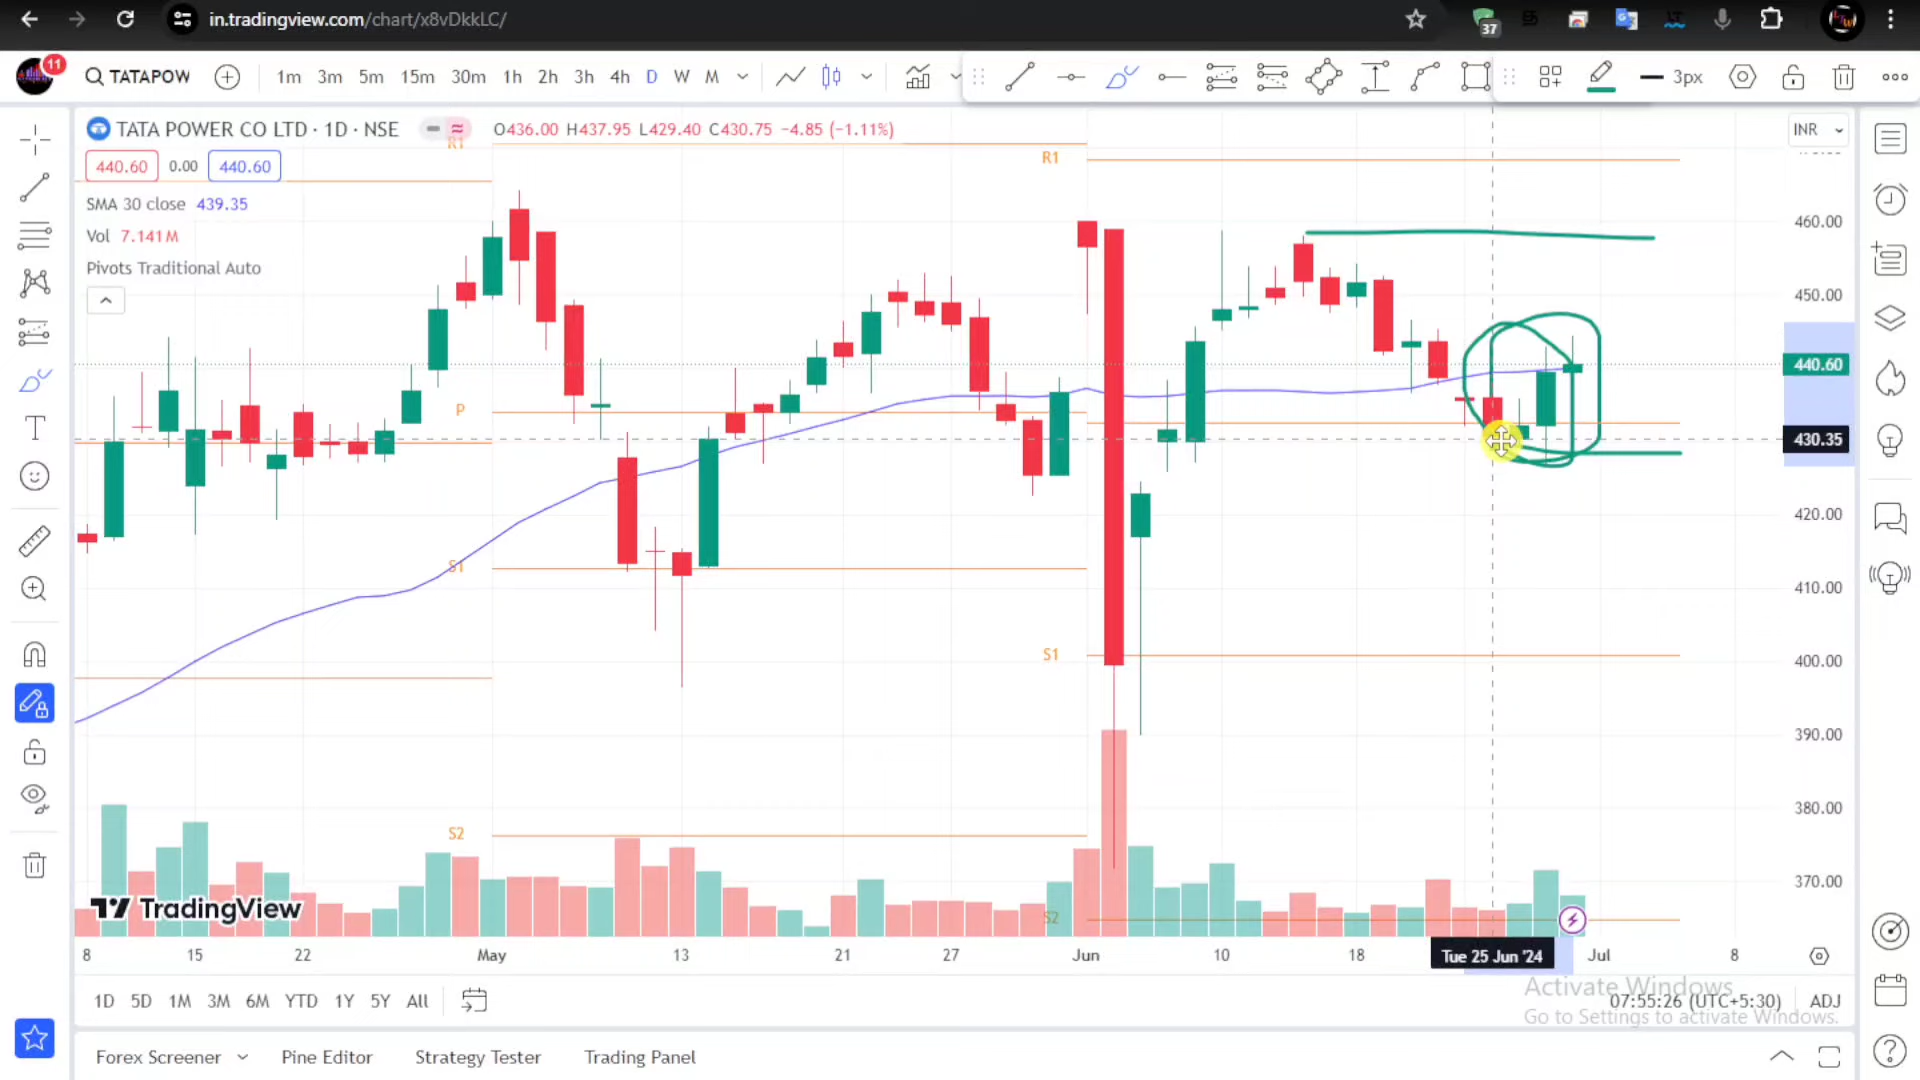 in.tradingview.com/chart/x8vDkkLC/
37
11
TATAPOW
1m 3m 5m 15m 30m 1h 2h 3h 4h D W M
3px
TATA POWER CO LTD · 1D · NSE
O436.00 H437.95 L429.40 C430.75 −4.85 (−1.11%)
INR
440.60 0.00 440.60
SMA 30 close 439.35
Vol 7.141M
Pivots Traditional Auto
R1
R1
P
S1
S1
S2
S2
460.00
450.00
440.60
430.35
420.00
410.00
400.00
390.00
380.00
370.00
TradingView
8 15 22 May 13 21 27 Jun 10 18 Tue 25 Jun '24 Jul 8
1D 5D 1M 3M 6M YTD 1Y 5Y All
07:55:26 (UTC+5:30) ADJ
Activate Windows
Go to Settings to activate Windows.
Forex Screener Pine Editor Strategy Tester Trading Panel